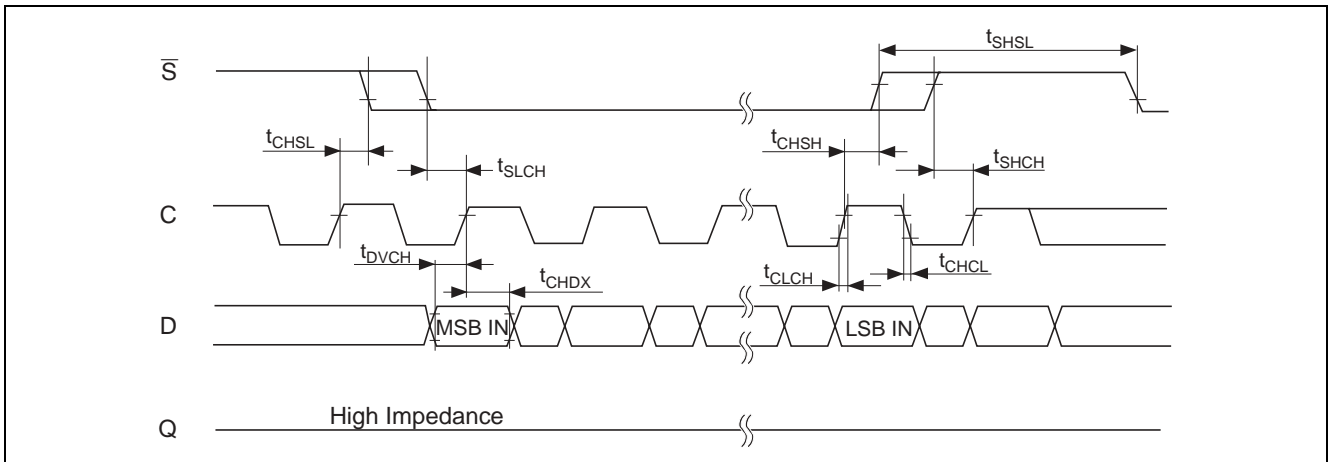 tSHSL
S̅
tCHSL
tSLCH
tCHSH
tSHCH
C
tDVCH
tCHDX
tCLCH
tCHCL
D
MSB IN
LSB IN
Q
High Impedance